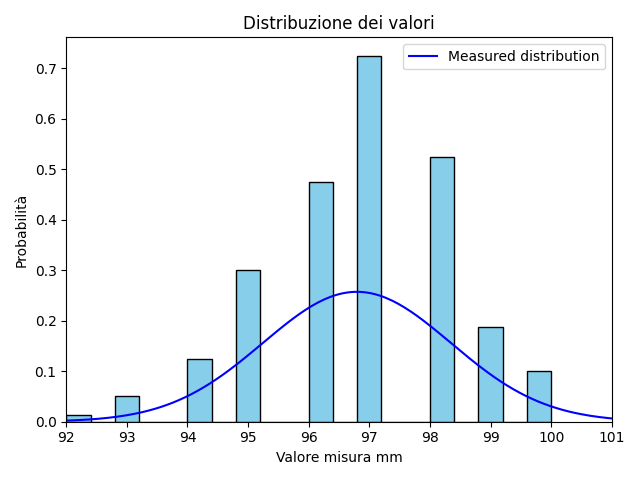 Distribuzione dei valori
Measured distribution
Probabilità
0.7
0.6
0.5
0.4
0.3
0.2
0.1
0.0
92 93 94 95 96 97 98 99 100 101
Valore misura mm